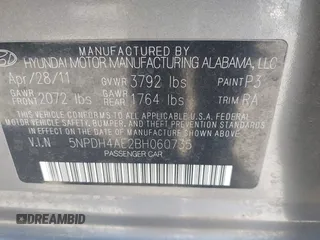 MANUFACTURED BY
HYUNDAI MOTOR MANUFACTURING ALABAMA, LLC
Apr/28/11 GVWR 3792 lbs PAINT P3
GAWR FRONT 2072 lbs GAWR REAR 1764 lbs TRIM RA
THIS VEHICLE CONFORMS TO ALL APPLICABLE U.S. FEDERAL
MOTOR VEHICLE SAFETY, BUMPER, AND THEFT PREVENTION STANDARDS
IN EFFECT ON THE DATE OF MANUFACTURE SHOWN ABOVE.
V.I.N 5NPDH4AE2BH060735
PASSENGER CAR
DREAMBID